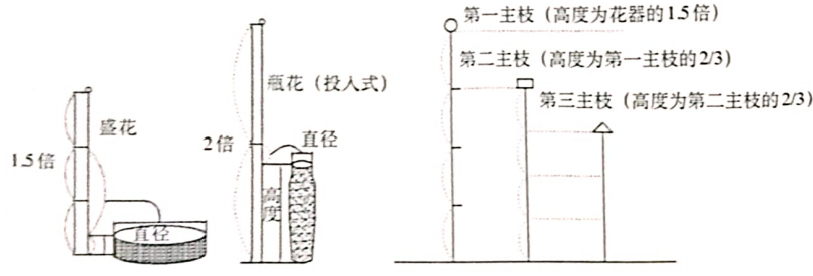 盛花
1.5倍
直径
瓶花（投入式）
2倍
直径
高度
第一主枝（高度为花器的1.5倍）
第二主枝（高度为第一主枝的2/3）
第三主枝（高度为第二主枝的2/3）